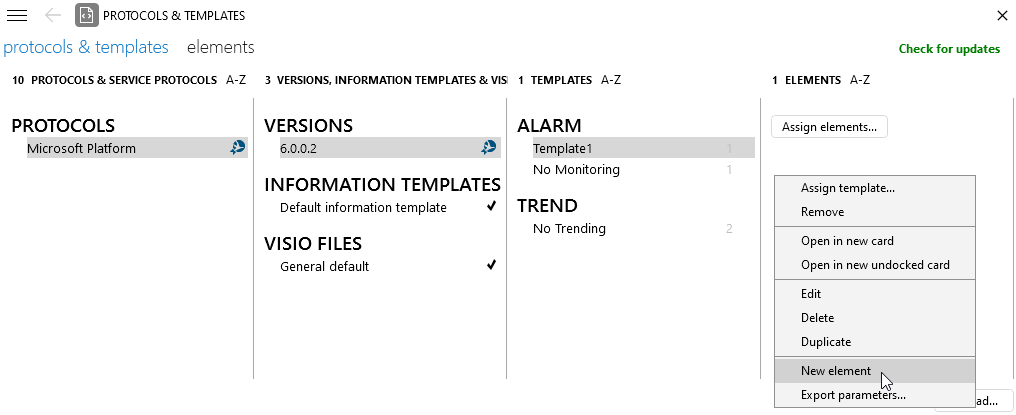 PROTOCOLS & TEMPLATES
protocols & templates elements
Check for updates
10 PROTOCOLS & SERVICE PROTOCOLS A-Z
PROTOCOLS
Microsoft Platform
3 VERSIONS, INFORMATION TEMPLATES & VISI
VERSIONS
6.0.0.2
INFORMATION TEMPLATES
Default information template
VISIO FILES
General default
1 TEMPLATES A-Z
ALARM
Template1 1
No Monitoring 1
TREND
No Trending 2
1 ELEMENTS A-Z
Assign elements...
Assign template...
Remove
Open in new card
Open in new undocked card
Edit
Delete
Duplicate
New element
Export parameters...
ad...